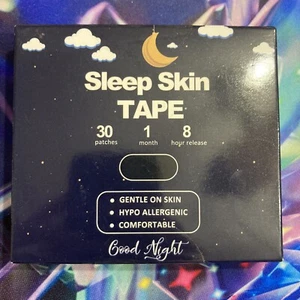 Sleep Skin
TAPE
30 1 8
patches month hour release
• GENTLE ON SKIN
• HYPO ALLERGENIC
• COMFORTABLE
Good Night